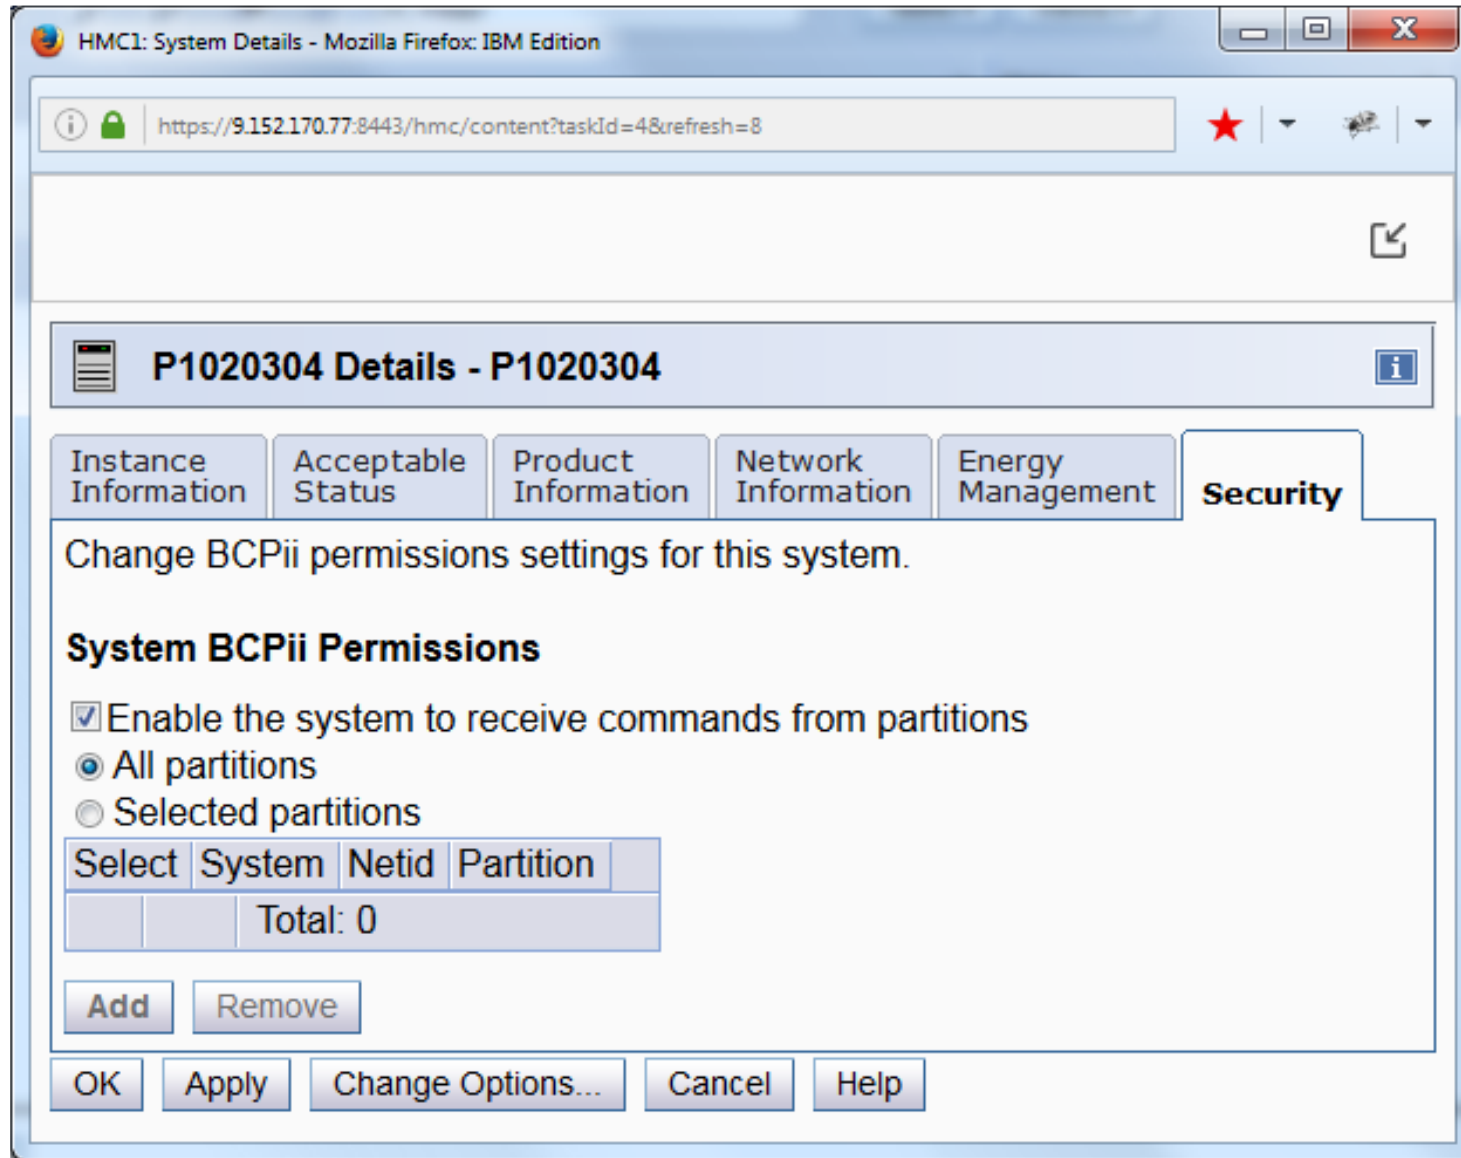 HMC1: System Details - Mozilla Firefox: IBM Edition
https://9.152.170.77:8443/hmc/content?taskId=4&refresh=8
P1020304 Details - P1020304
i
Instance Information
Acceptable Status
Product Information
Network Information
Energy Management
Security
Change BCPii permissions settings for this system.
System BCPii Permissions
Enable the system to receive commands from partitions
All partitions
Selected partitions
Select System Netid Partition
Total: 0
Add Remove
OK Apply Change Options... Cancel Help